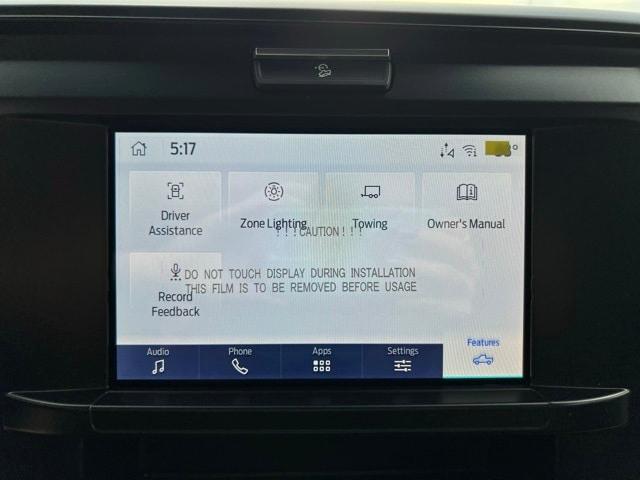 5:17
Driver
Assistance
Zone Lighting
Towing
Owner's Manual
! ! !CAUTION! ! !
DO NOT TOUCH DISPLAY DURING INSTALLATION
THIS FILM IS TO BE REMOVED BEFORE USAGE
Record
Feedback
Audio
Phone
Apps
Settings
Features